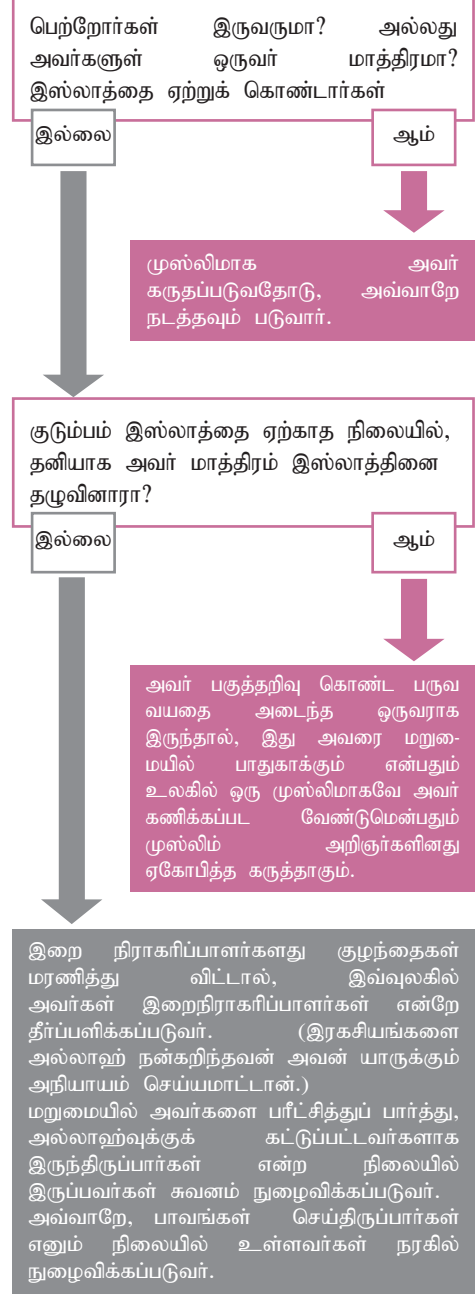 பெற்றோர்கள் இருவருமா? அல்லது
அவர்களுள் ஒருவர் மாத்திரமா?
இஸ்லாத்தை ஏற்றுக் கொண்டார்கள்
இல்லை
ஆம்
முஸ்லிமாக அவர்
கருதப்படுவதோடு, அவ்வாறே
நடத்தவும் படுவார்.
குடும்பம் இஸ்லாத்தை ஏற்காத நிலையில்,
தனியாக அவர் மாத்திரம் இஸ்லாத்தினை
தழுவினாரா?
இல்லை
ஆம்
அவர் பகுத்தறிவு கொண்ட பருவ
வயதை அடைந்த ஒருவராக
இருந்தால், இது அவரை மறுமை-
மயில் பாதுகாக்கும் என்பதும்
உலகில் ஒரு முஸ்லிமாகவே அவர்
கணிக்கப்பட வேண்டுமென்பதும்
முஸ்லிம் அறிஞர்களினது
ஏகோபித்த கருத்தாகும்.
இறை நிராகரிப்பாளர்களது குழந்தைகள்
மரணித்து விட்டால், இவ்வுலகில்
அவர்கள் இறைநிராகரிப்பாளர்கள் என்றே
தீர்ப்பளிக்கப்படுவர். (இரகசியங்களை
அல்லாஹ் நன்கறிந்தவன் அவன் யாருக்கும்
அநியாயம் செய்யமாட்டான்.)
மறுமையில் அவர்களை பரீட்சித்துப் பார்த்து,
அல்லாஹ்வுக்குக் கட்டுப்பட்டவர்களாக
இருந்திருப்பார்கள் என்ற நிலையில்
இருப்பவர்கள் சுவனம் நுழைவிக்கப்படுவர்.
அவ்வாறே, பாவங்கள் செய்திருப்பார்கள்
எனும் நிலையில் உள்ளவர்கள் நரகில்
நுழைவிக்கப்படுவர்.